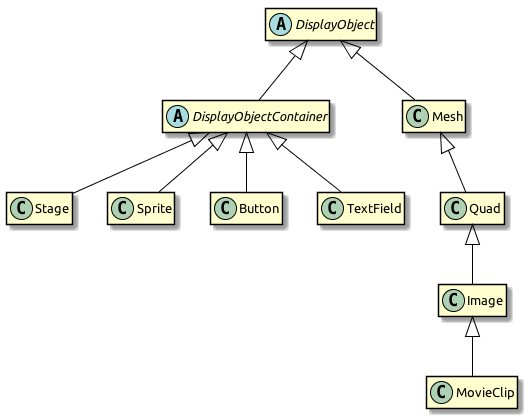 A DisplayObject
A DisplayObjectContainer
C Mesh
C Stage
C Sprite
C Button
C TextField
C Quad
C Image
C MovieClip